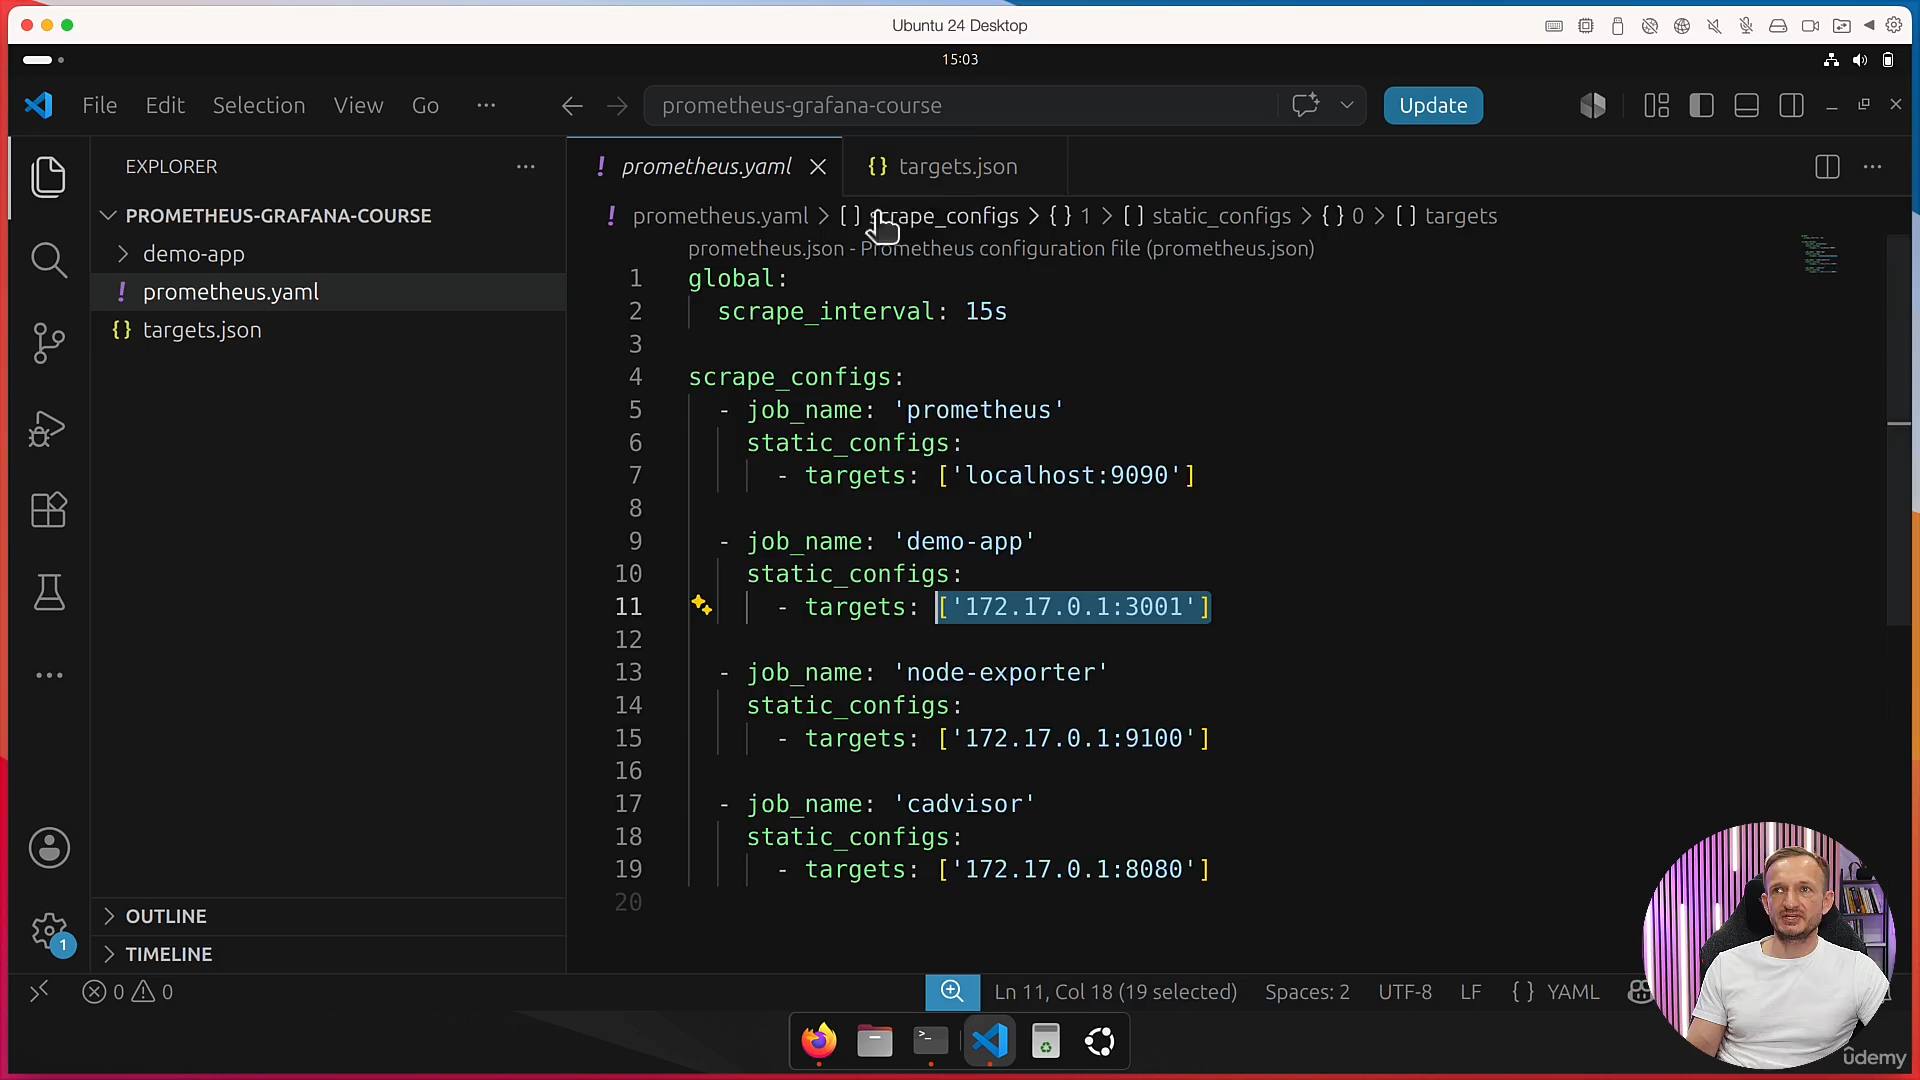 Ubuntu 24 Desktop
15:03
File Edit Selection View Go
prometheus-grafana-course
Update
EXPLORER
prometheus.yaml
targets.json
PROMETHEUS-GRAFANA-COURSE
demo-app
prometheus.yaml
targets.json
prometheus.yaml > [] scrape_configs > {} 1 > [] static_configs > {} 0 > [] targets
prometheus.json - Prometheus configuration file (prometheus.json)
1 global:
2 scrape_interval: 15s
3
4 scrape_configs:
5 - job_name: 'prometheus'
6 static_configs:
7 - targets: ['localhost:9090']
8
9 - job_name: 'demo-app'
10 static_configs:
11 - targets: ['172.17.0.1:3001']
12
13 - job_name: 'node-exporter'
14 static_configs:
15 - targets: ['172.17.0.1:9100']
16
17 - job_name: 'cadvisor'
18 static_configs:
19 - targets: ['172.17.0.1:8080']
20
OUTLINE
TIMELINE
1
0 0
Ln 11, Col 18 (19 selected) Spaces: 2 UTF-8 LF {} YAML
udemy